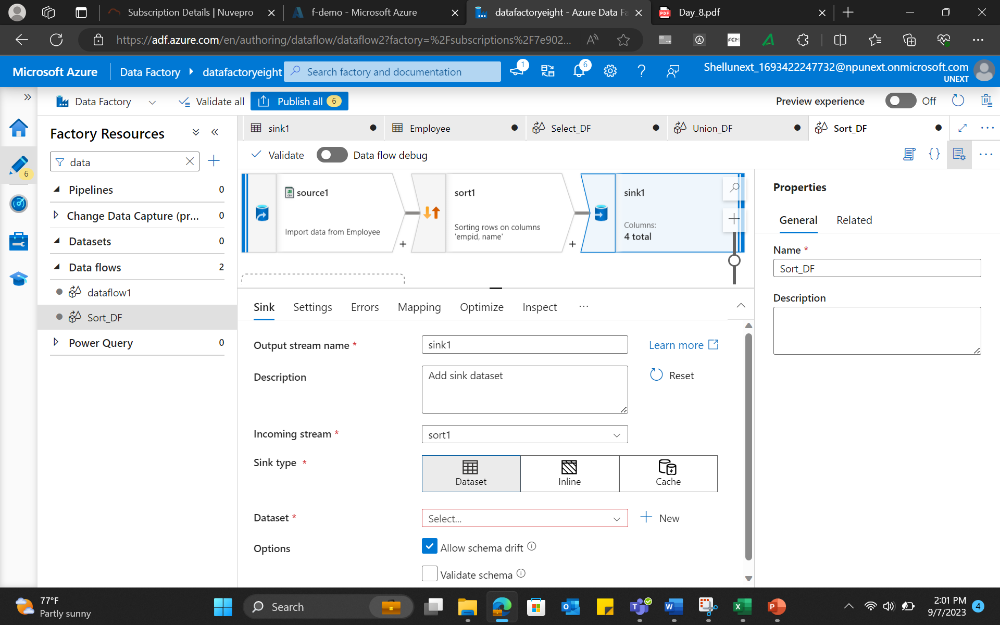 Subscription Details | Nuvepro
f-demo - Microsoft Azure
datafactoryeight - Azure Data Fa
Day_8.pdf
https://adf.azure.com/en/authoring/dataflow/dataflow2?factory=%2Fsubscriptions%2F7e902...
Microsoft Azure
Data Factory
datafactoryeight
Search factory and documentation
1
6
Shellunext_1693422247732@npunext.onmicrosoft.com
UNEXT
Data Factory
Validate all
Publish all 6
Preview experience
Off
6
Factory Resources
data
Pipelines 0
Change Data Capture (pr... 0
Datasets 0
Data flows 2
dataflow1
Sort_DF
Power Query 0
sink1
Employee
Select_DF
Union_DF
Sort_DF
Validate
Data flow debug
source1
Import data from Employee
sort1
Sorting rows on columns
'empid, name'
sink1
Columns:
4 total
Sink
Settings
Errors
Mapping
Optimize
Inspect
Output stream name *
sink1
Learn more
Description
Add sink dataset
Reset
Incoming stream *
sort1
Sink type *
Dataset
Inline
Cache
Dataset *
Select...
New
Options
Allow schema drift
Validate schema
Properties
General
Related
Name *
Sort_DF
Description
77°F
Partly sunny
Search
2:01 PM
9/7/2023
4